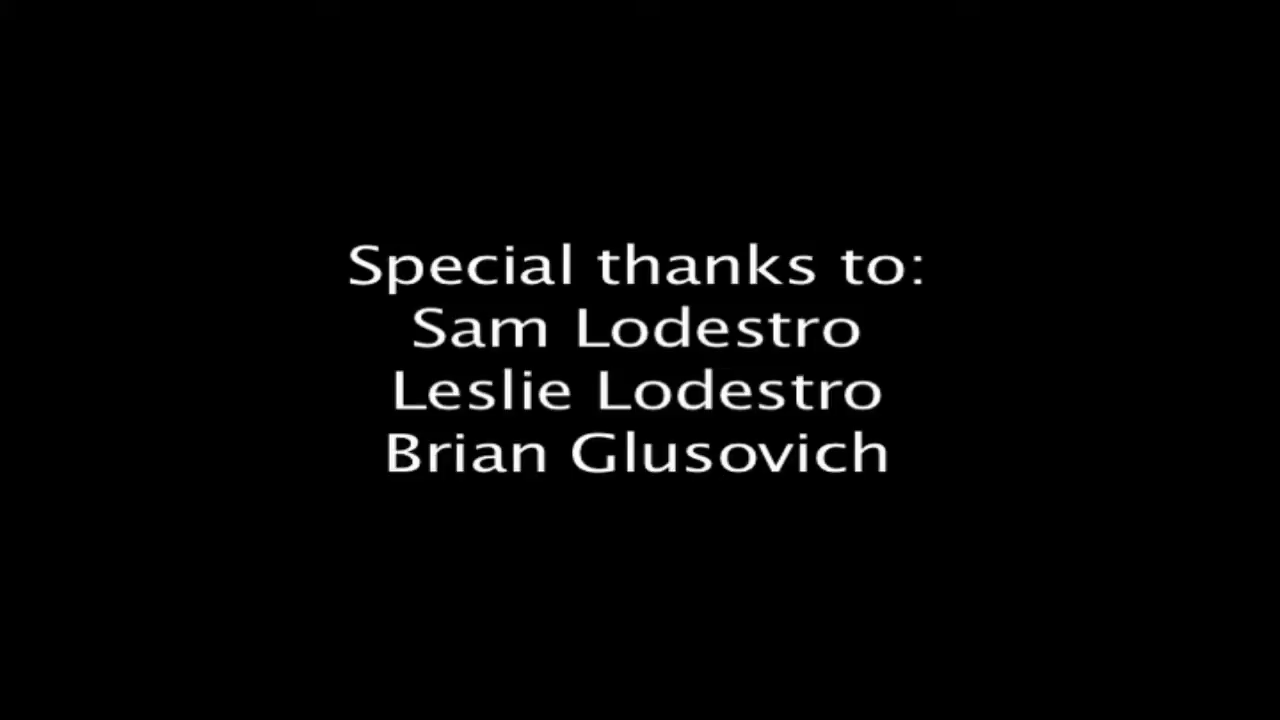 Special thanks to:
Sam Lodestro
Leslie Lodestro
Brian Glusovich